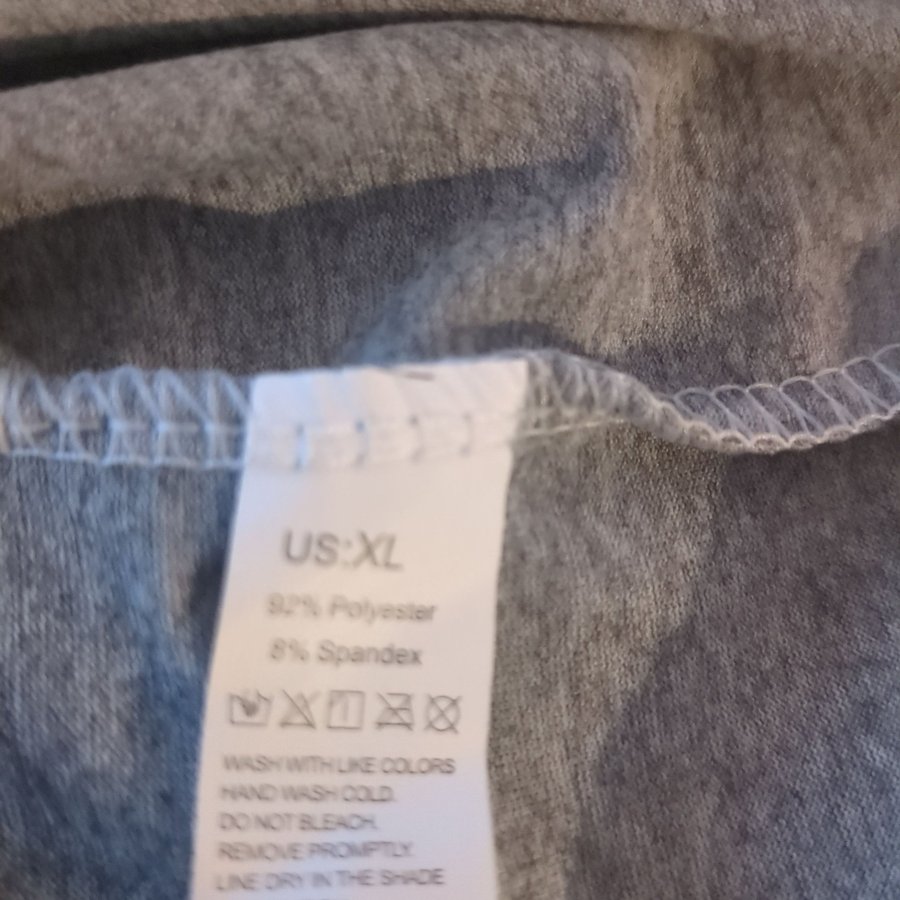 US:XL
92% Polyester
8% Spandex
WASH WITH LIKE COLORS
HAND WASH COLD.
DO NOT BLEACH.
REMOVE PROMPTLY.
LINE DRY IN THE SHADE